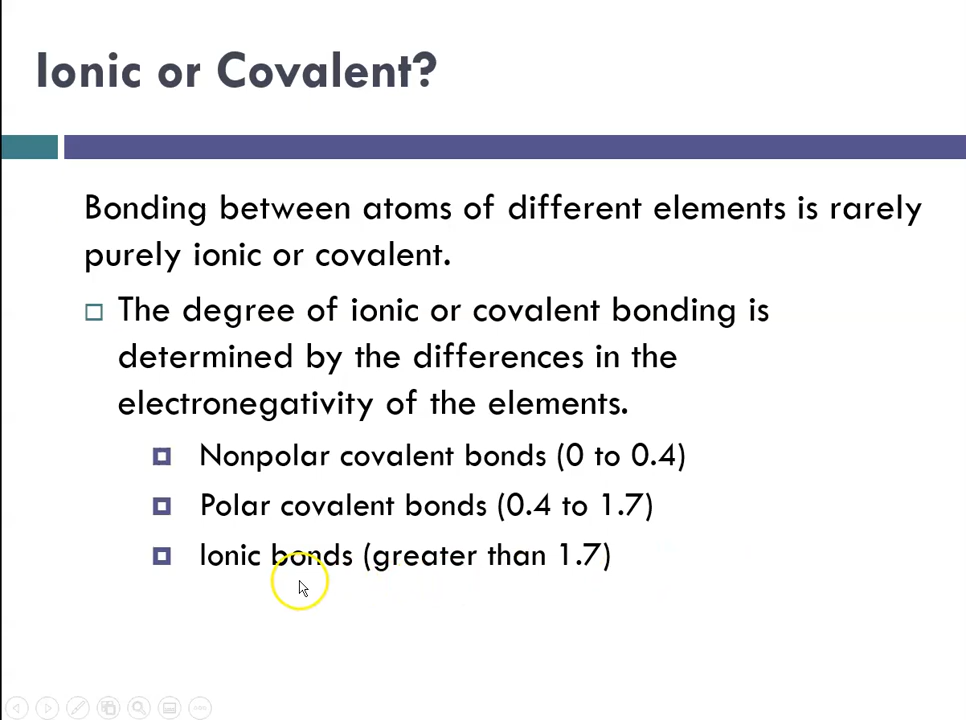 Ionic or Covalent?
Bonding between atoms of different elements is rarely
purely ionic or covalent.
The degree of ionic or covalent bonding is
determined by the differences in the
electronegativity of the elements.
Nonpolar covalent bonds (0 to 0.4)
Polar covalent bonds (0.4 to 1.7)
Ionic bonds (greater than 1.7)